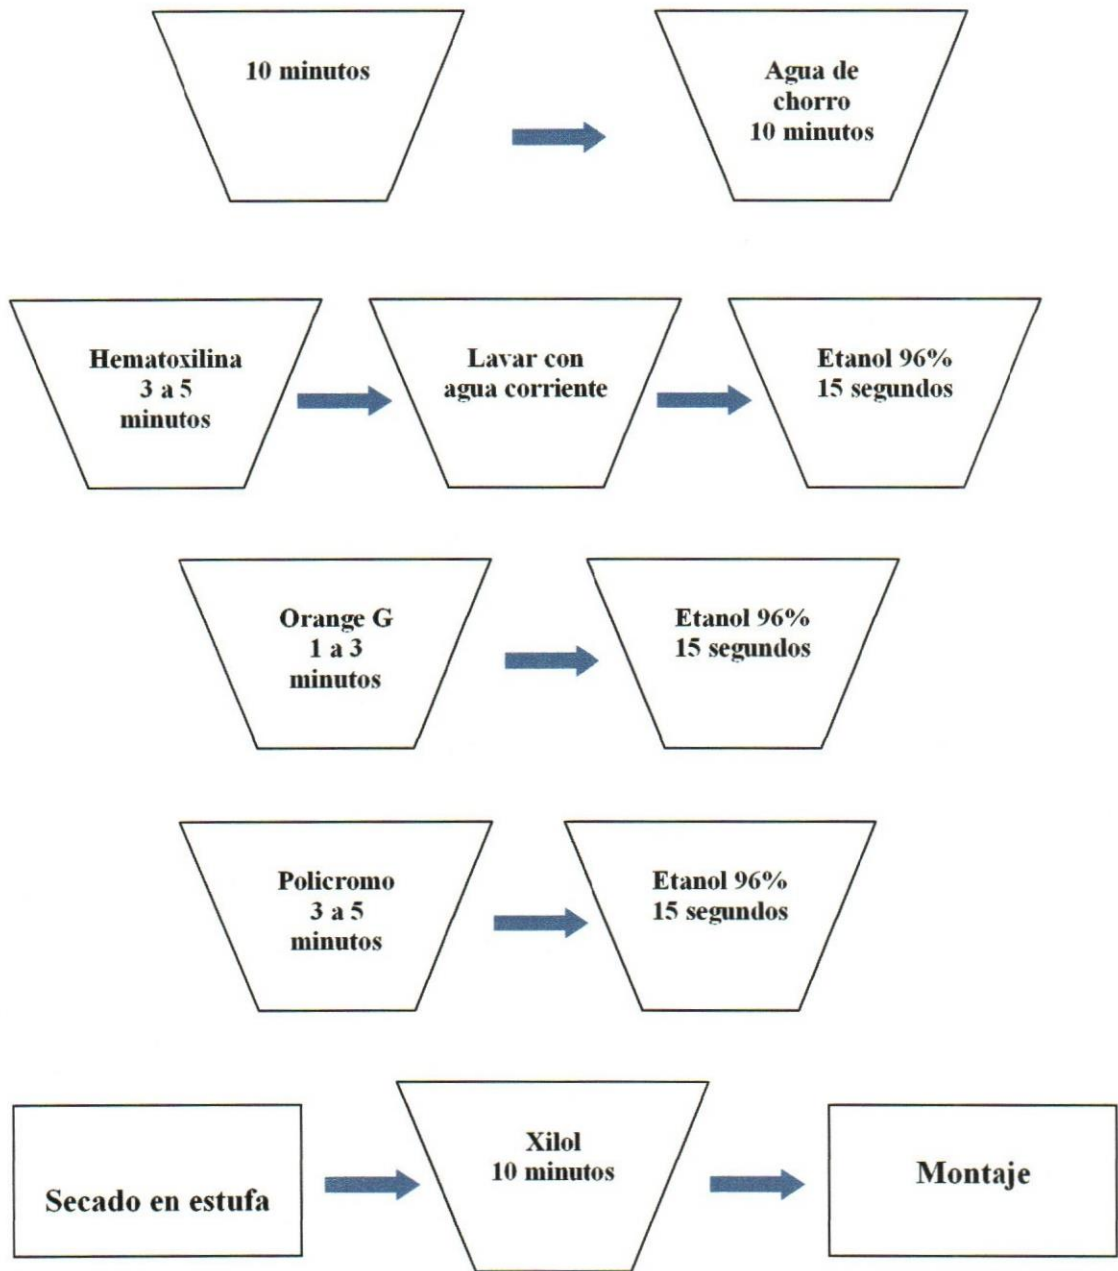 10 minutos
Agua de
chorro
10 minutos
Hematoxilina
3 a 5
minutos
Lavar con
agua corriente
Etanol 96%
15 segundos
Orange G
1 a 3
minutos
Etanol 96%
15 segundos
Policromo
3 a 5
minutos
Etanol 96%
15 segundos
Secado en estufa
Xilol
10 minutos
Montaje